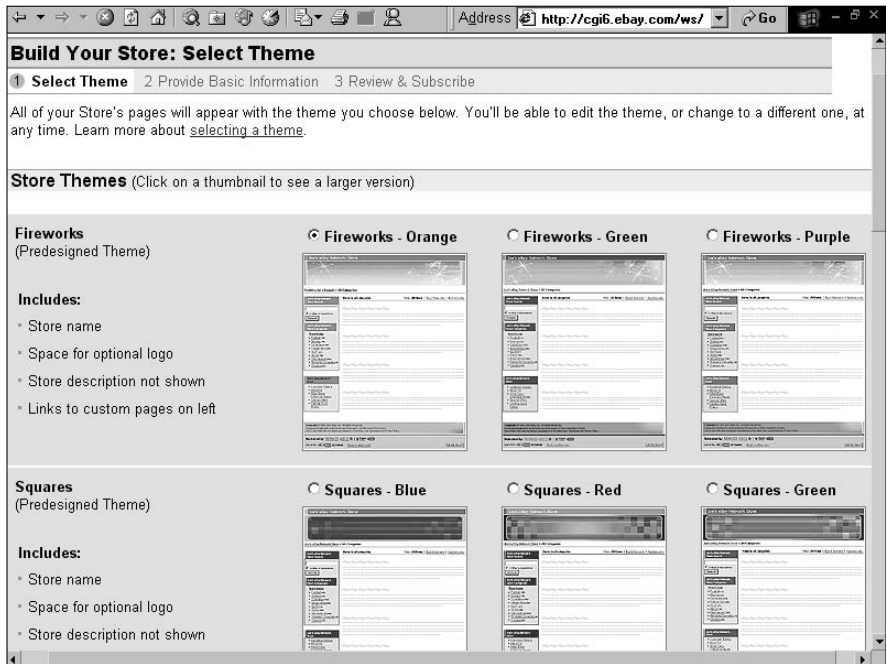 Address http://cgi6.ebay.com/ws/ Go
Build Your Store: Select Theme
1 Select Theme 2 Provide Basic Information 3 Review & Subscribe
All of your Store's pages will appear with the theme you choose below. You'll be able to edit the theme, or change to a different one, at
any time. Learn more about selecting a theme.
Store Themes (Click on a thumbnail to see a larger version)
Fireworks
(Predesigned Theme)
Includes:
Store name
Space for optional logo
Store description not shown
Links to custom pages on left
Fireworks - Orange
Fireworks - Green
Fireworks - Purple
Squares
(Predesigned Theme)
Includes:
Store name
Space for optional logo
Store description not shown
Squares - Blue
Squares - Red
Squares - Green